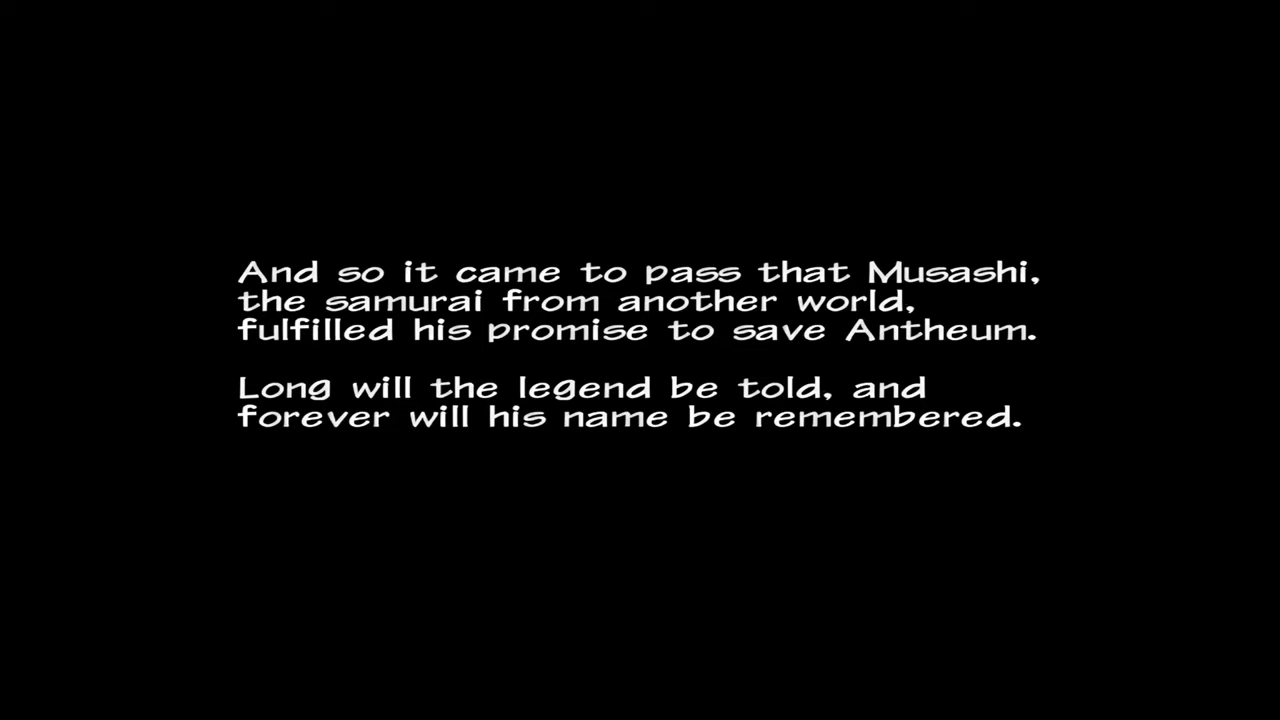 And so it came to pass that Musashi,
the samurai from another world,
fulfilled his promise to save Antheum.
Long will the legend be told, and
forever will his name be remembered.